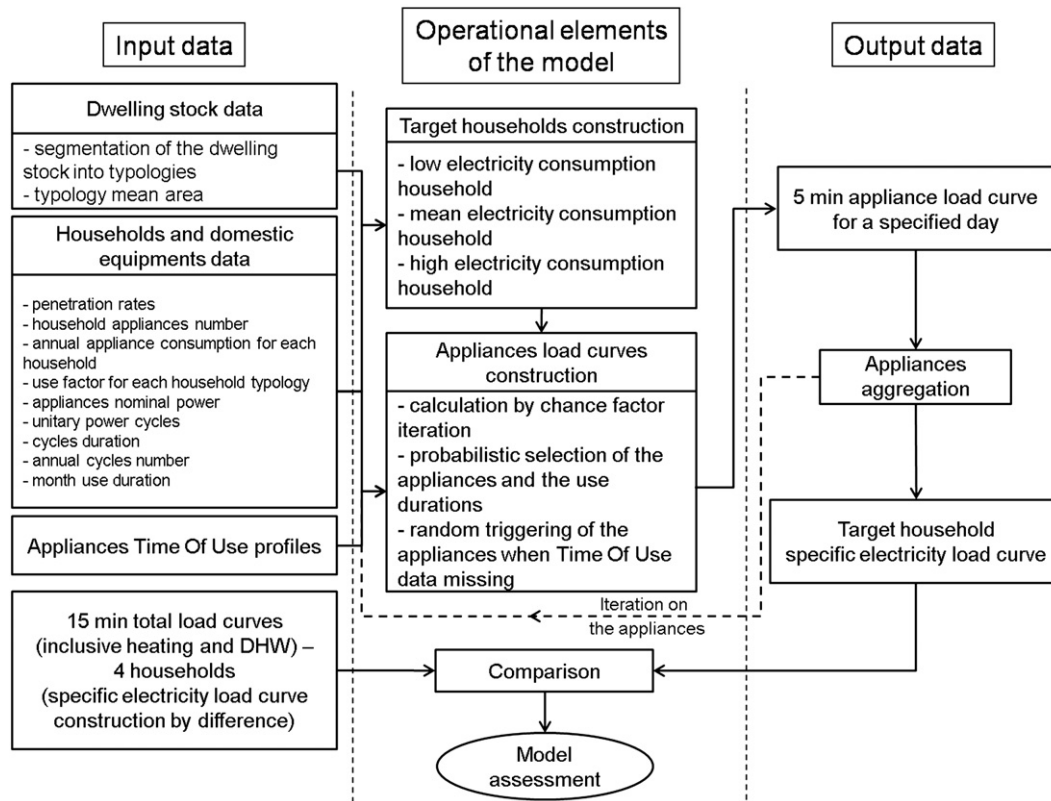 Input data
Operational elements
of the model
Output data
Dwelling stock data
- segmentation of the dwelling
stock into typologies
- typology mean area
Households and domestic
equipments data
- penetration rates
- household appliances number
- annual appliance consumption for each
household
- use factor for each household typology
- appliances nominal power
- unitary power cycles
- cycles duration
- annual cycles number
- month use duration
Appliances Time Of Use profiles
15 min total load curves
(inclusive heating and DHW) –
4 households
(specific electricity load curve
construction by difference)
Target households construction
- low electricity consumption
household
- mean electricity consumption
household
- high electricity consumption
household
Appliances load curves
construction
- calculation by chance factor
iteration
- probabilistic selection of the
appliances and the use
durations
- random triggering of the
appliances when Time Of Use
data missing
Iteration on
the appliances
Comparison
Model
assessment
5 min appliance load curve
for a specified day
Appliances
aggregation
Target household
specific electricity load curve